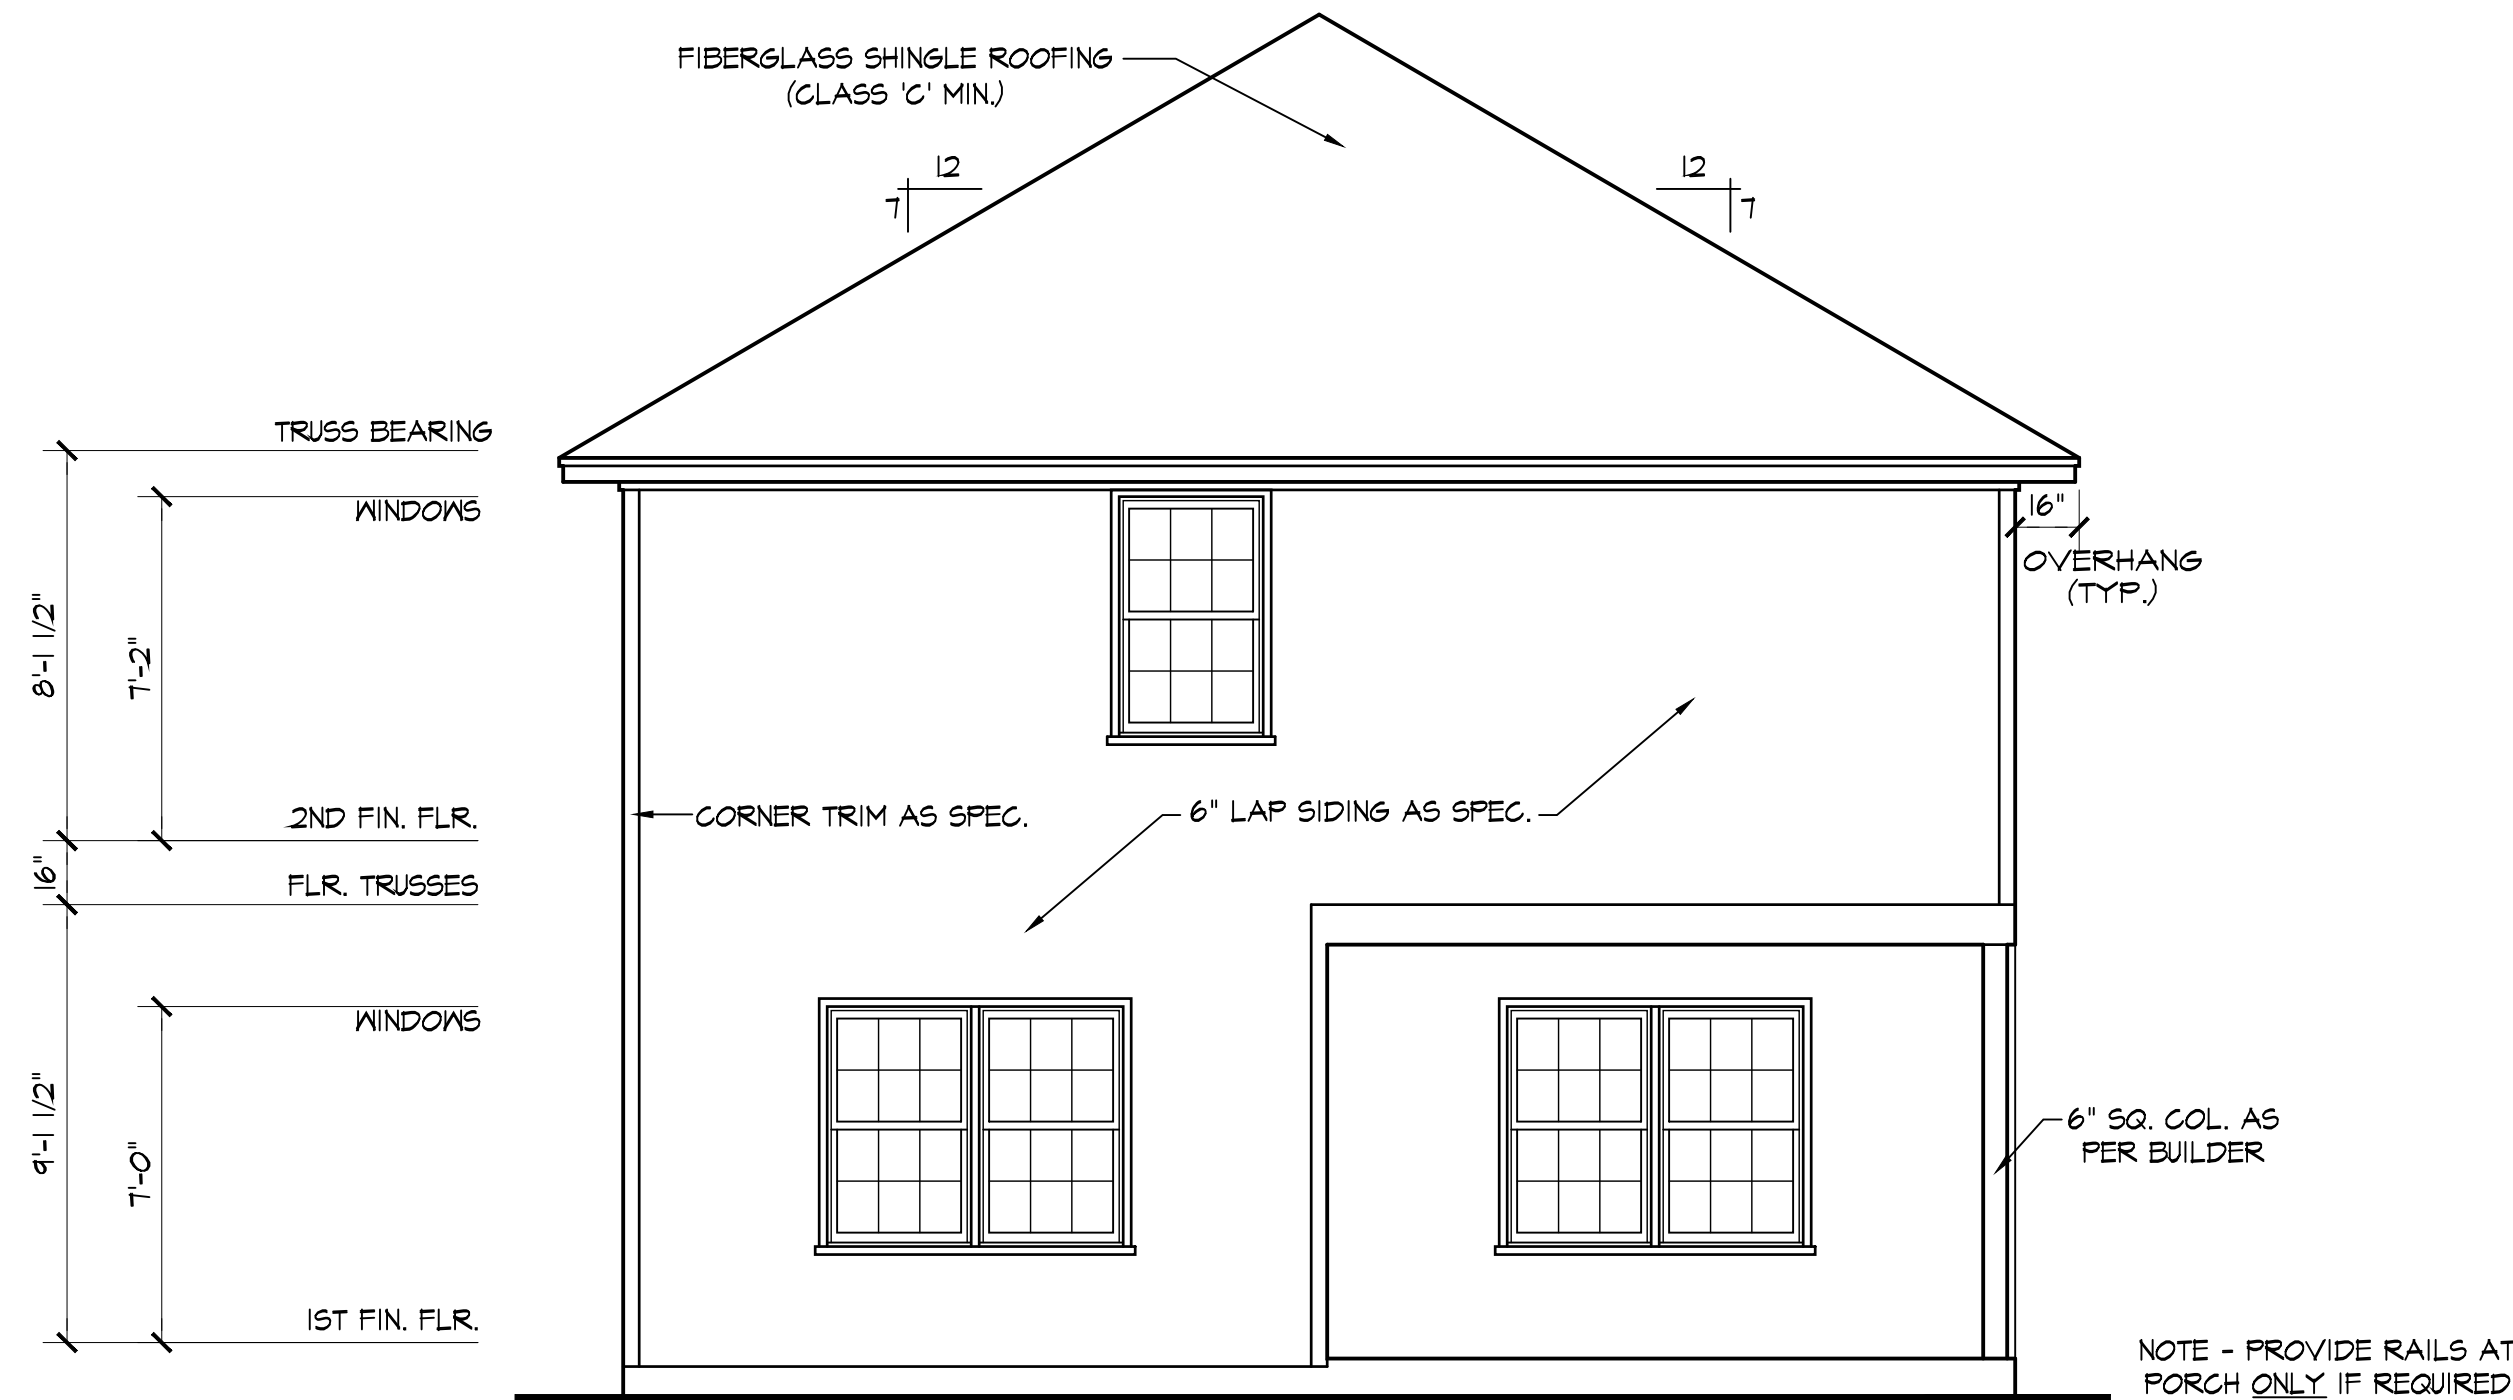 FIBERGLASS SHINGLE ROOFING
(CLASS 'C' MIN.)
12
7
12
7
TRUSS BEARING
WINDOWS
16"
OVERHANG
(TYP.)
8'-1 1/2"
7'-2"
2ND FIN. FLR.
CORNER TRIM AS SPEC.
6" LAP SIDING AS SPEC.
16"
FLR. TRUSSES
WINDOWS
9'-1 1/2"
7'-0"
6" SQ. COL. AS
PER BUILDER
1ST FIN. FLR.
NOTE - PROVIDE RAILS AT
PORCH ONLY IF REQUIRED